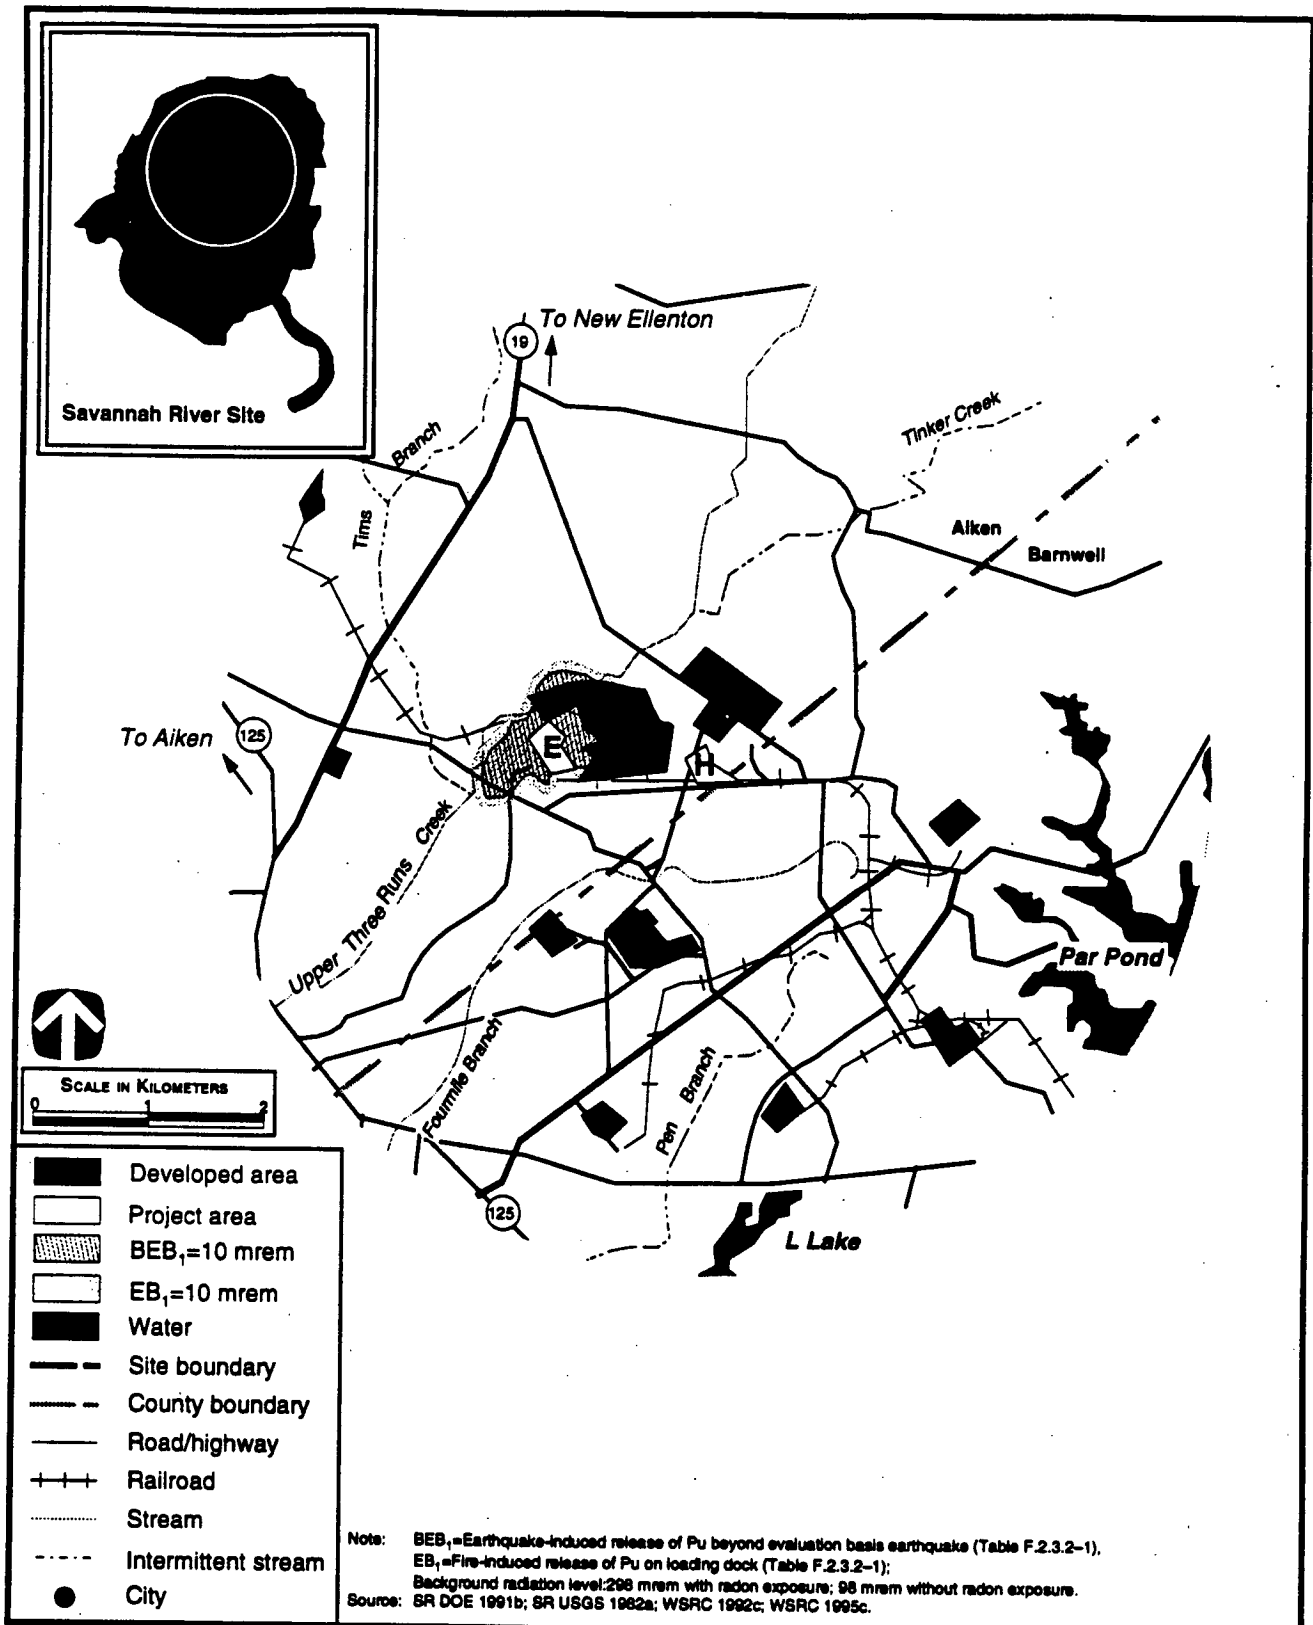 Savannah River Site
19
To New Ellenton
Branch
Tims
Tinker Creek
Aiken
Barnwell
To Aiken
125
E
H
Upper Three Runs Creek
Par Pond
Fourmile Branch
Pen Branch
125
L Lake
SCALE IN KILOMETERS
0 1 2
Developed area
Project area
BEB₁=10 mrem
EB₁=10 mrem
Water
Site boundary
County boundary
Road/highway
Railroad
Stream
Intermittent stream
City
Note: BEB₁=Earthquake-induced release of Pu beyond evaluation basis earthquake (Table F.2.3.2–1).
EB₁=Fire-induced release of Pu on loading dock (Table F.2.3.2–1);
Background radiation level:298 mrem with radon exposure; 98 mrem without radon exposure.
Source: SR DOE 1991b; SR USGS 1982a; WSRC 1992c; WSRC 1995c.